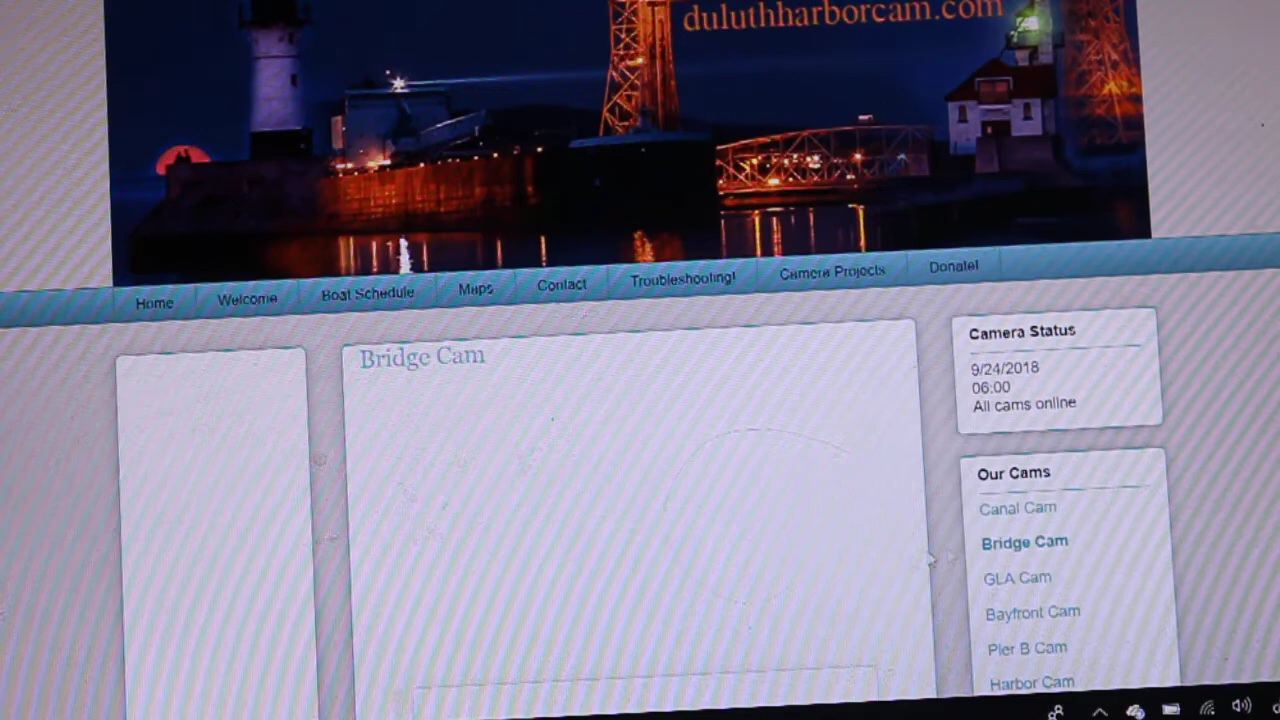 duluthharborcam.com
Home Welcome Boat Schedule Maps Contact Troubleshooting! Camera Projects Donate!
Bridge Cam
Camera Status
9/24/2018
06:00
All cams online
Our Cams
Canal Cam
Bridge Cam
GLA Cam
Bayfront Cam
Pier B Cam
Harbor Cam